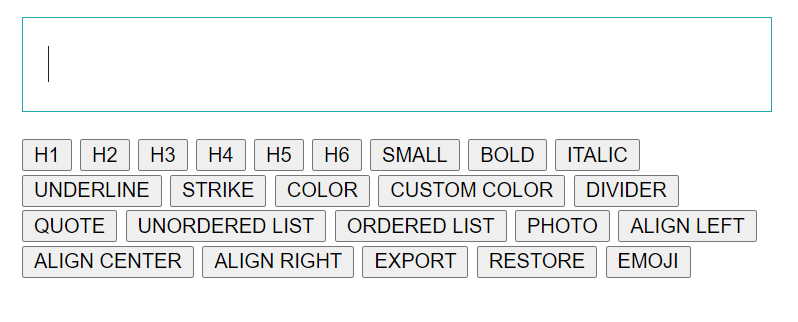 H1 H2 H3 H4 H5 H6 SMALL BOLD ITALIC
UNDERLINE STRIKE COLOR CUSTOM COLOR DIVIDER
QUOTE UNORDERED LIST ORDERED LIST PHOTO ALIGN LEFT
ALIGN CENTER ALIGN RIGHT EXPORT RESTORE EMOJI